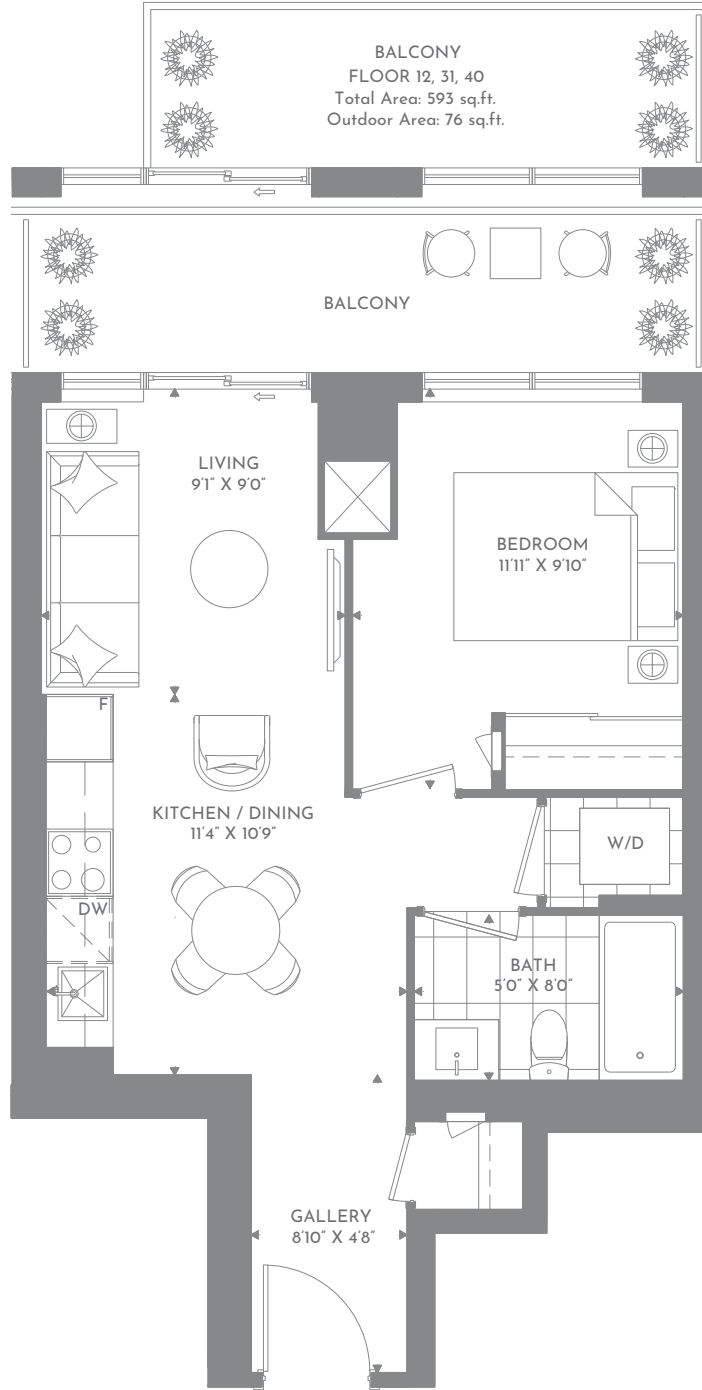 BALCONY
FLOOR 12, 31, 40
Total Area: 593 sq.ft.
Outdoor Area: 76 sq.ft.
BALCONY
LIVING
9'1" X 9'0"
BEDROOM
11'11" X 9'10"
F
KITCHEN / DINING
11'4" X 10'9"
W/D
DW
BATH
5'0" X 8'0"
GALLERY
8'10" X 4'8"